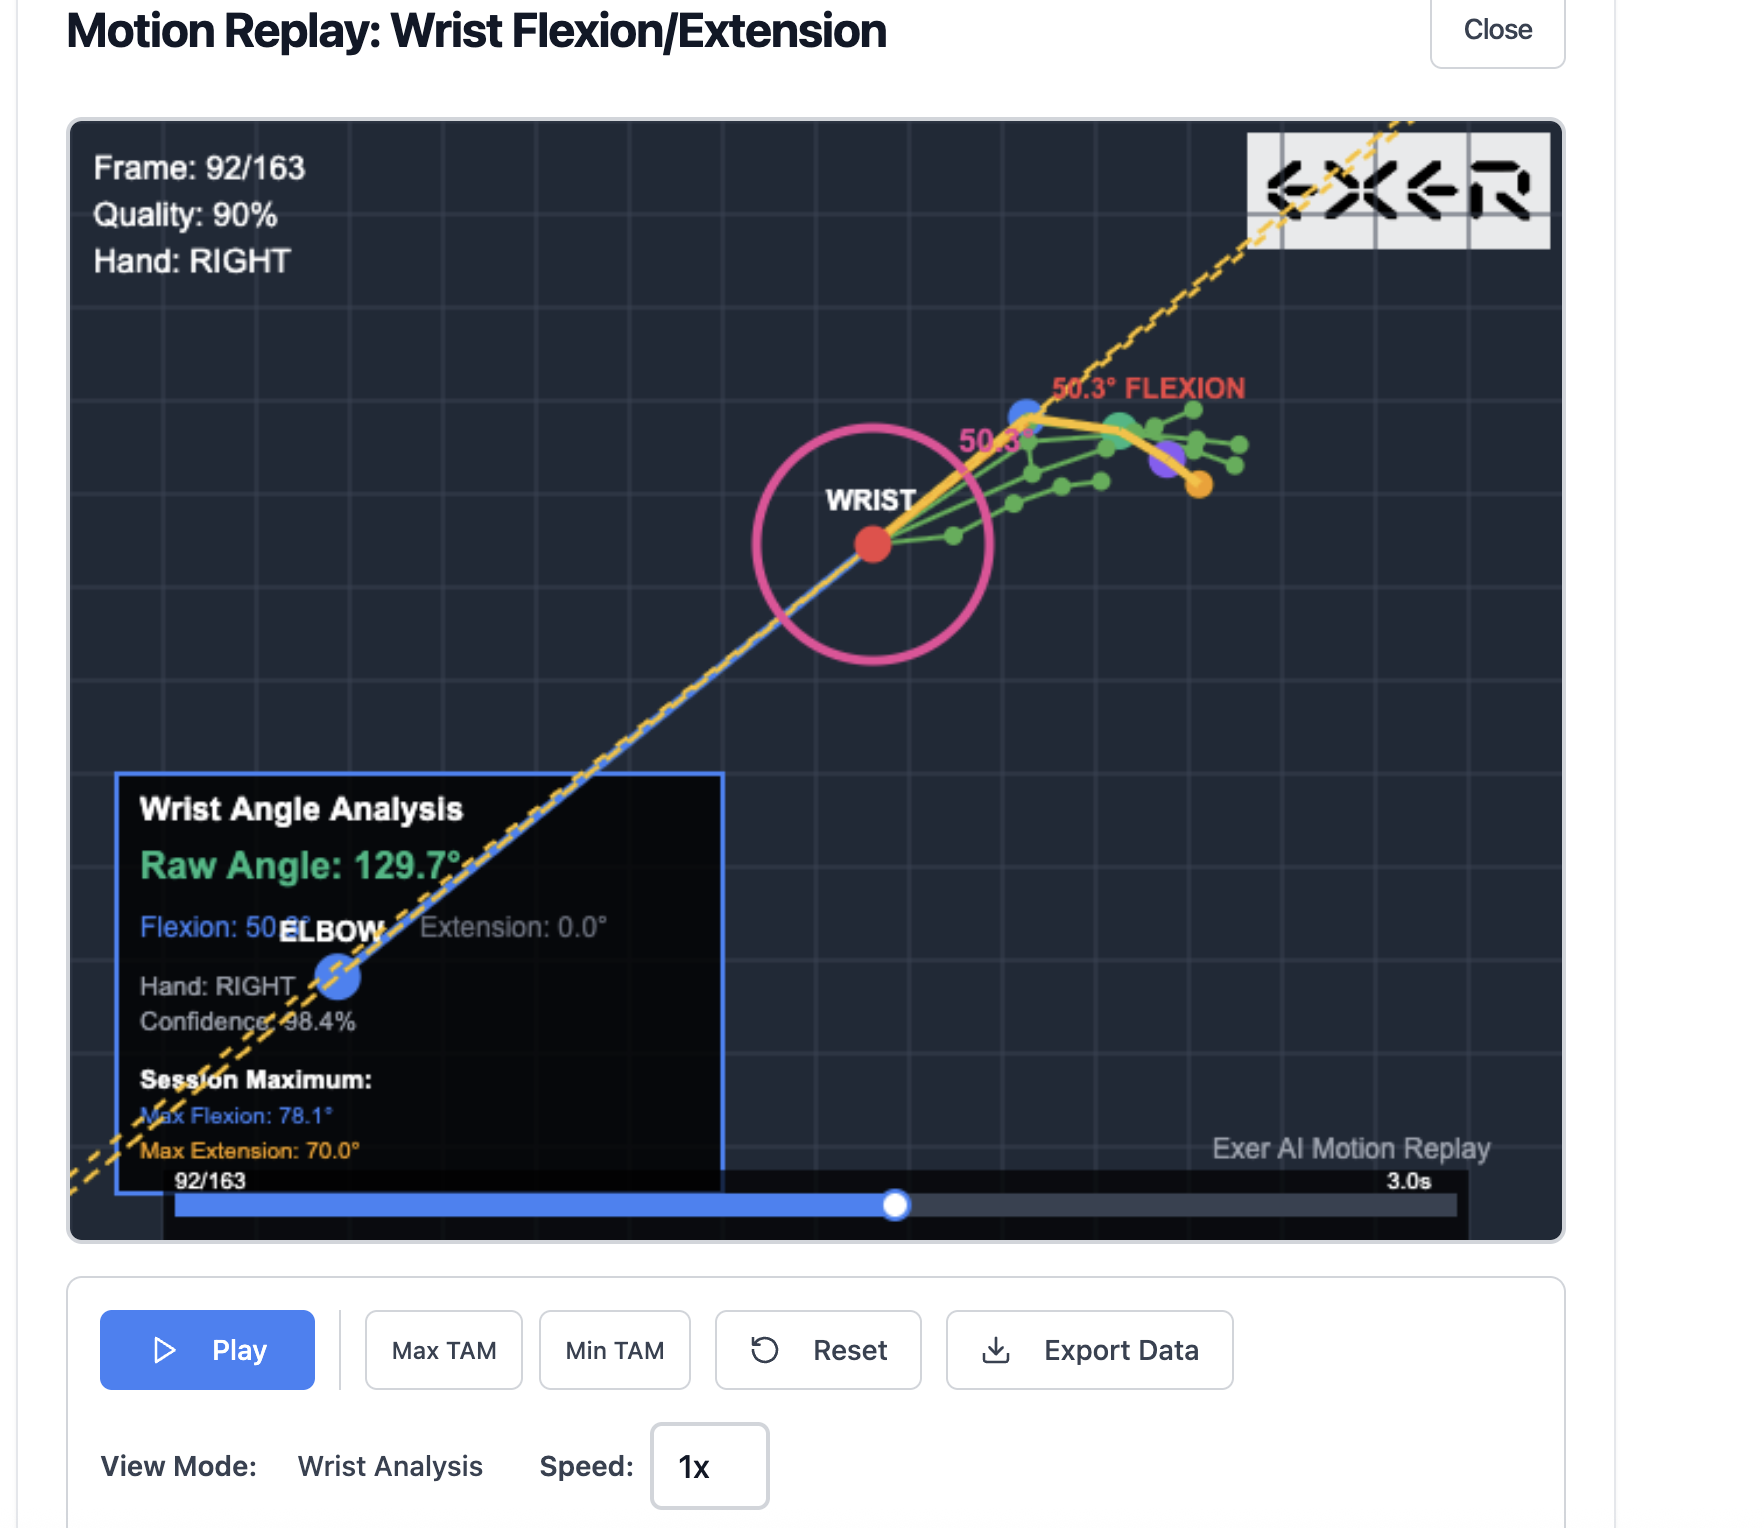 Motion Replay: Wrist Flexion/Extension
Close
Frame: 92/163
Quality: 90%
Hand: RIGHT
EXER
50.3° FLEXION
50.3°
WRIST
Wrist Angle Analysis
Raw Angle: 129.7°
Flexion: 50.3°
ELBOW
Extension: 0.0°
Hand: RIGHT
Confidence: 98.4%
Session Maximum:
Max Flexion: 78.1°
Max Extension: 70.0°
Exer AI Motion Replay
92/163
3.0s
Play
Max TAM
Min TAM
Reset
Export Data
View Mode: Wrist Analysis Speed: 1x